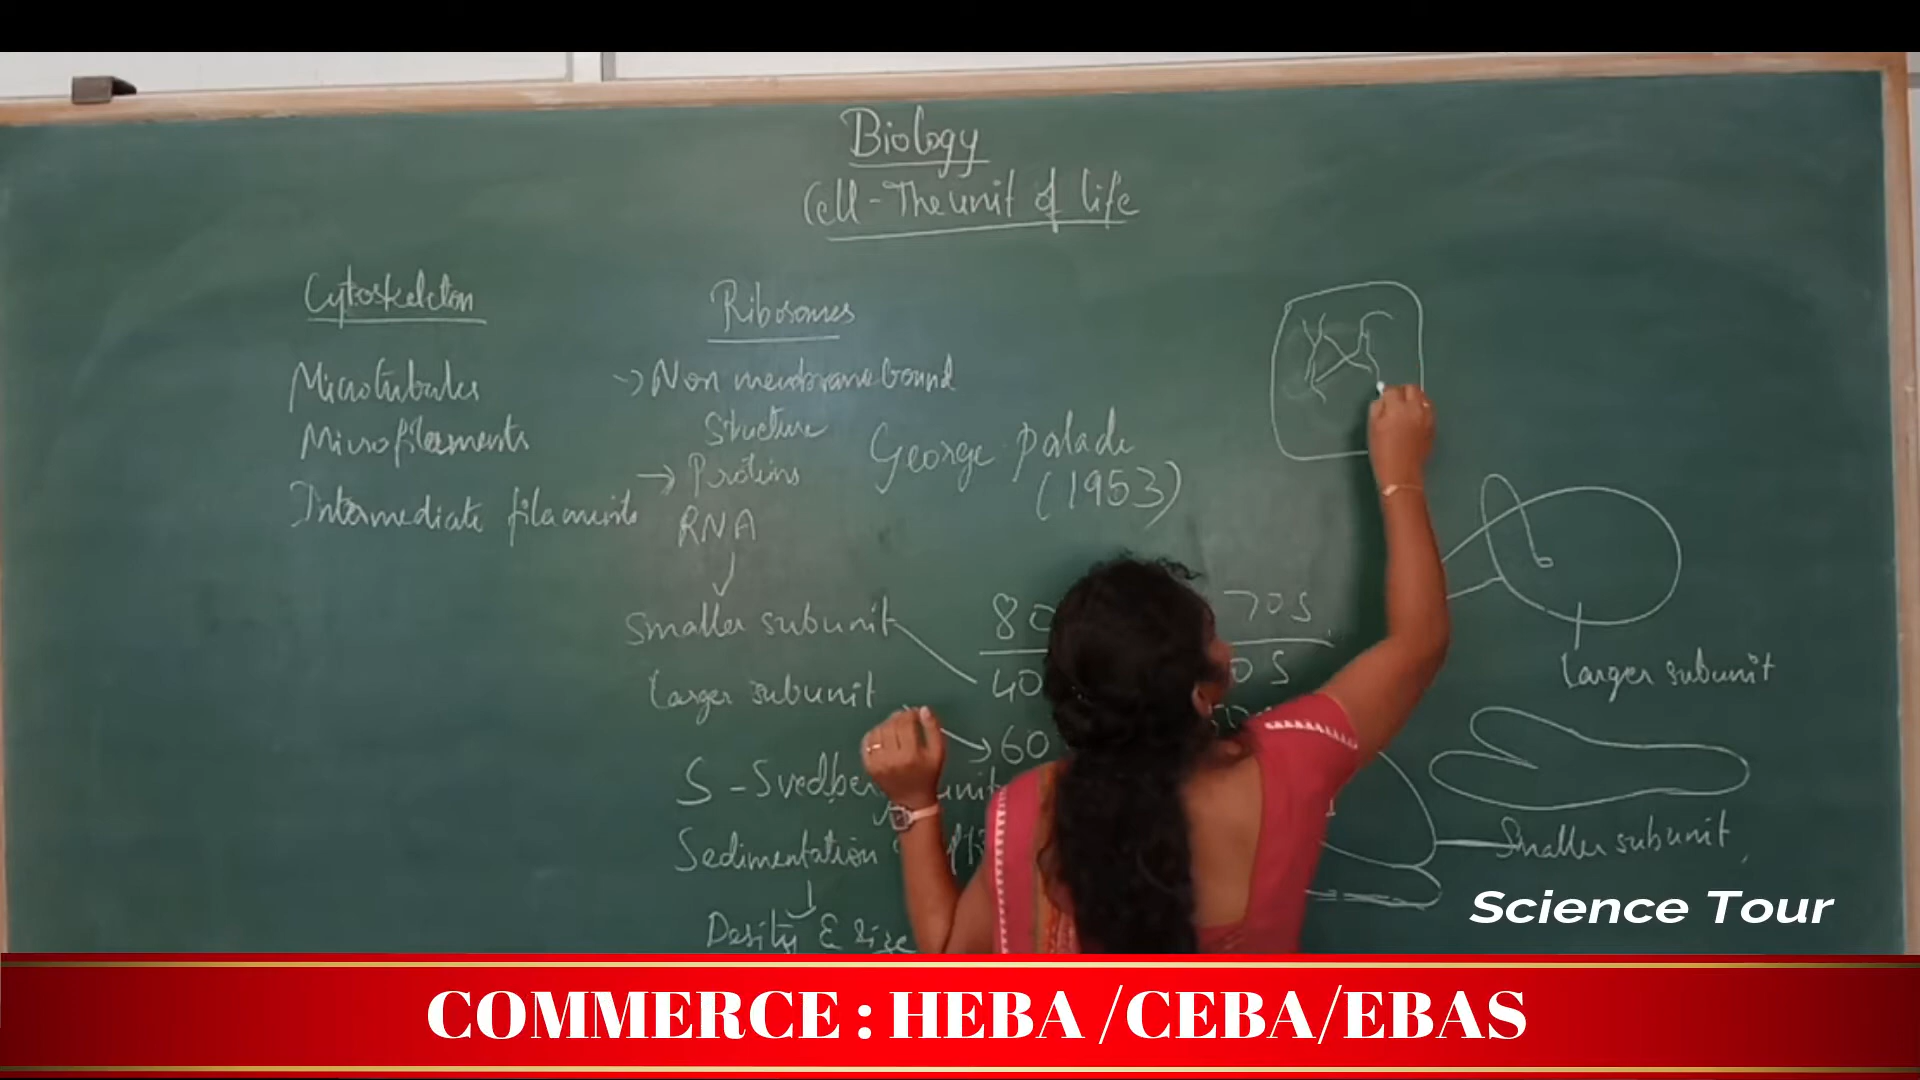 Biology
Cell - The unit of life
Cytoskeleton
Microtubules
Microfilaments
Intermediate filaments
Ribosomes
-> Non membrane bound
Structure
-> Proteins
RNA
George Palade
(1953)
Smaller subunit
Larger subunit
80
40
60
70S
0S
S - Svedberg unit
Sedimentation
Desity & size
Larger subunit
Smaller subunit
Science Tour
COMMERCE : HEBA /CEBA/EBAS